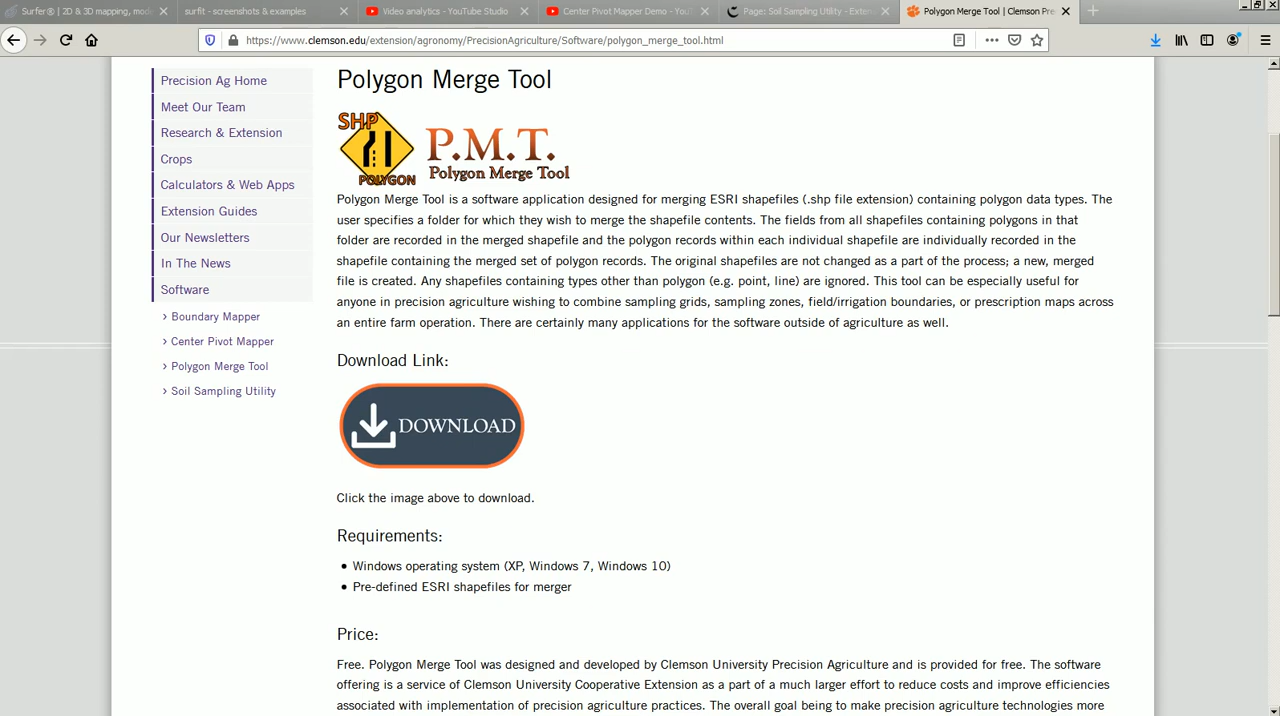 Surfer® | 2D & 3D mapping, mod
surfit - screenshots & examples
Video analytics - YouTube Studio
Center Pivot Mapper Demo - YouT
Page: Soil Sampling Utility - Exten
Polygon Merge Tool | Clemson Pre
https://www.clemson.edu/extension/agronomy/PrecisionAgriculture/Software/polygon_merge_tool.html
Precision Ag Home
Meet Our Team
Research & Extension
Crops
Calculators & Web Apps
Extension Guides
Our Newsletters
In The News
Software
› Boundary Mapper
› Center Pivot Mapper
› Polygon Merge Tool
› Soil Sampling Utility
Polygon Merge Tool
SHP
POLYGON
P.M.T.
Polygon Merge Tool
Polygon Merge Tool is a software application designed for merging ESRI shapefiles (.shp file extension) containing polygon data types. The
user specifies a folder for which they wish to merge the shapefile contents. The fields from all shapefiles containing polygons in that
folder are recorded in the merged shapefile and the polygon records within each individual shapefile are individually recorded in the
shapefile containing the merged set of polygon records. The original shapefiles are not changed as a part of the process; a new, merged
file is created. Any shapefiles containing types other than polygon (e.g. point, line) are ignored. This tool can be especially useful for
anyone in precision agriculture wishing to combine sampling grids, sampling zones, field/irrigation boundaries, or prescription maps across
an entire farm operation. There are certainly many applications for the software outside of agriculture as well.
Download Link:
DOWNLOAD
Click the image above to download.
Requirements:
• Windows operating system (XP, Windows 7, Windows 10)
• Pre-defined ESRI shapefiles for merger
Price:
Free. Polygon Merge Tool was designed and developed by Clemson University Precision Agriculture and is provided for free. The software
offering is a service of Clemson University Cooperative Extension as a part of a much larger effort to reduce costs and improve efficiencies
associated with implementation of precision agriculture practices. The overall goal being to make precision agriculture technologies more